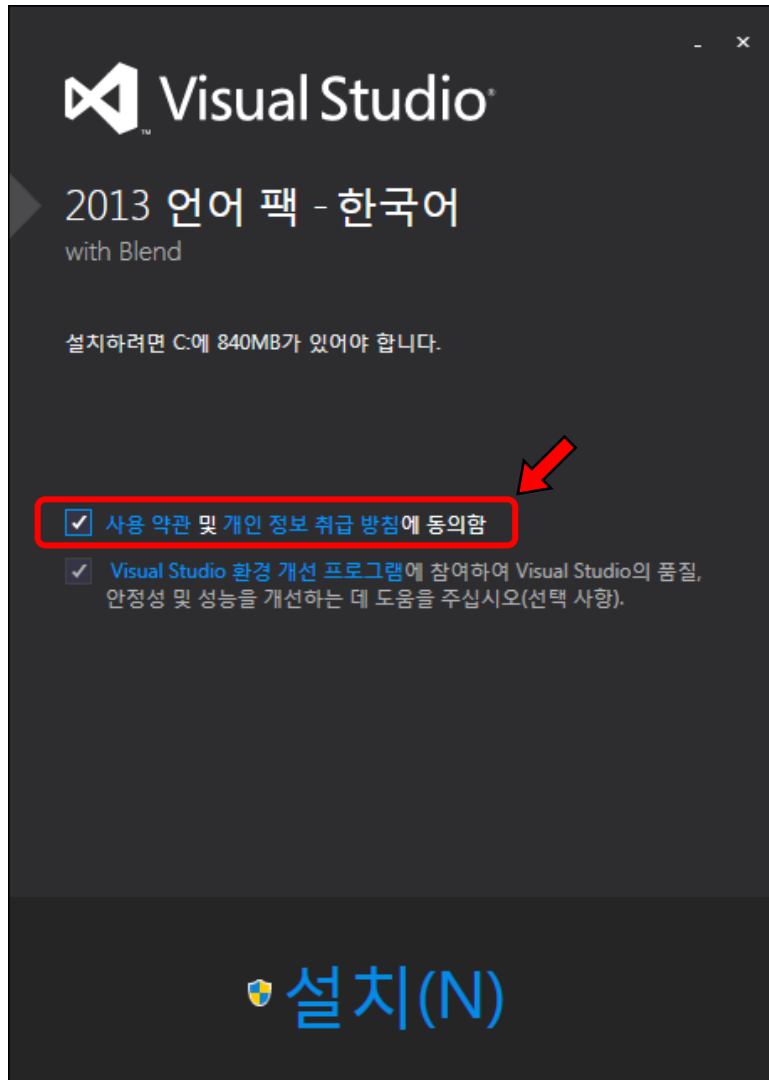 Visual Studio®
™
2013 언어 팩 - 한국어
with Blend
설치하려면 C:에 840MB가 있어야 합니다.
사용 약관 및 개인 정보 취급 방침에 동의함
Visual Studio 환경 개선 프로그램에 참여하여 Visual Studio의 품질,
안정성 및 성능을 개선하는 데 도움을 주십시오(선택 사항).
설치(N)